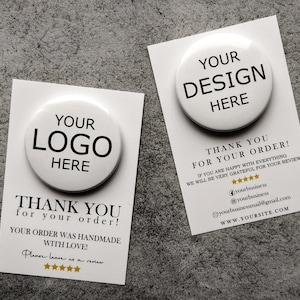 YOUR
LOGO
HERE
THANK YOU
for your order!
YOUR ORDER WAS HANDMADE
WITH LOVE!
Please leave us a review
YOUR
DESIGN
HERE
THANK YOU
FOR YOUR ORDER!
IF YOU ARE HAPPY WITH EVERYTHING
WE WILL BE VERY GRATEFUL FOR YOUR REVIEW
yourbusiness
yourbusinessmail@gmail.com
WWW.YOURSITE.COM